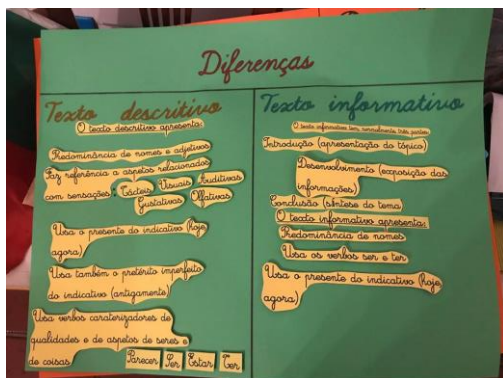 Diferenças
Texto descritivo
O texto descritivo apresenta:
Predominância de nomes e adjetivos
Faz referência a aspetos relacionados
com sensações: Tácteis Visuais Auditivas
Gustativas Olfativas
Usa o presente do indicativo (hoje,
agora)
Usa também o pretérito imperfeito
do indicativo (antigamente)
Usa verbos caraterizadores de
qualidades e de aspetos de seres e
de coisas. Parecer Ser Estar Ter
Texto informativo
O texto informativo tem normalmente três partes:
Introdução (apresentação do tópico)
Desenvolvimento (exposição das
informações)
Conclusão (síntese do tema)
O texto informativo apresenta:
Predominância de nomes
Usa os verbos ser e ter
Usa o presente do indicativo (hoje,
agora)